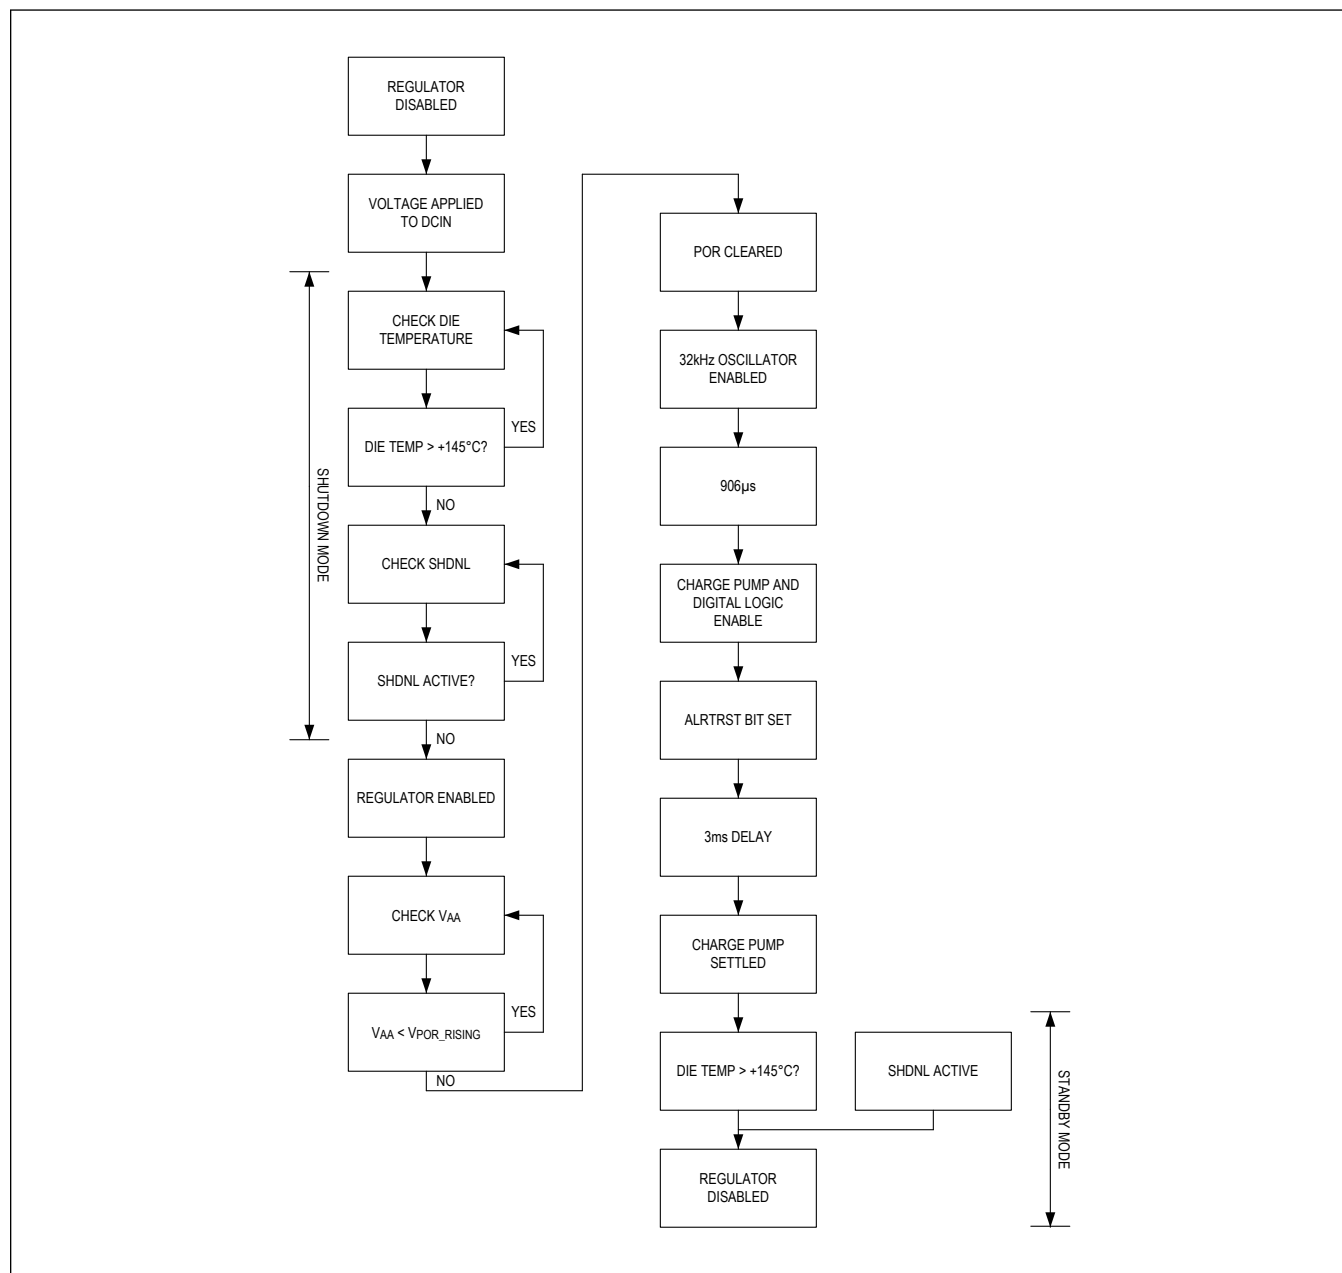 REGULATOR
DISABLED
VOLTAGE APPLIED
TO DCIN
CHECK DIE
TEMPERATURE
YES
DIE TEMP > +145°C?
NO
CHECK SHDNL
YES
SHDNL ACTIVE?
NO
SHUTDOWN MODE
REGULATOR ENABLED
CHECK VAA
YES
VAA < VPOR_RISING
NO
POR CLEARED
32kHz OSCILLATOR
ENABLED
906µs
CHARGE PUMP AND
DIGITAL LOGIC
ENABLE
ALRTRST BIT SET
3ms DELAY
CHARGE PUMP
SETTLED
DIE TEMP > +145°C?
SHDNL ACTIVE
REGULATOR
DISABLED
STANDBY MODE